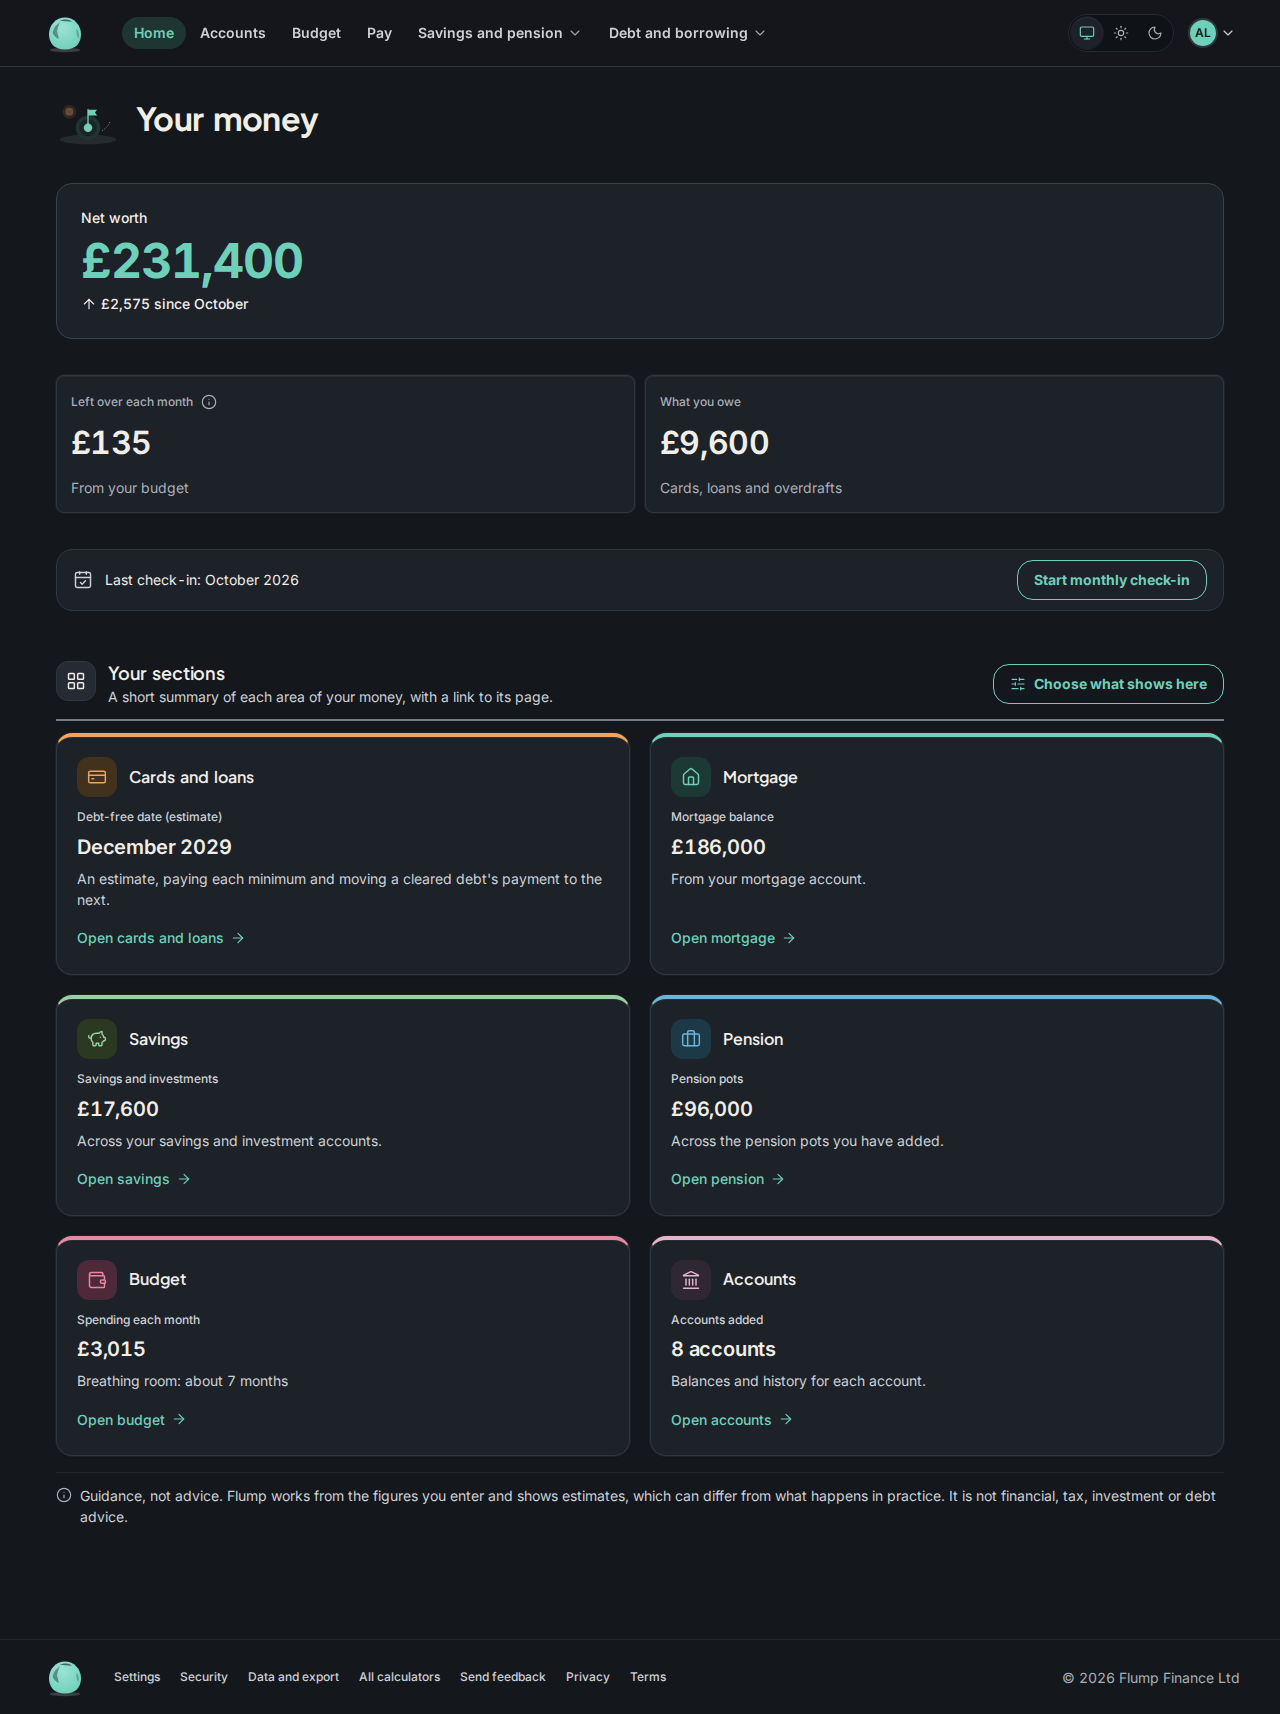 Home Accounts Budget Pay Savings and pension Debt and borrowing AL
Your money
Net worth
£231,400
↑ £2,575 since October
Left over each month
£135
From your budget
What you owe
£9,600
Cards, loans and overdrafts
Last check-in: October 2026
Start monthly check-in
Your sections
A short summary of each area of your money, with a link to its page.
Choose what shows here
Cards and loans
Debt-free date (estimate)
December 2029
An estimate, paying each minimum and moving a cleared debt's payment to the
next.
Open cards and loans →
Mortgage
Mortgage balance
£186,000
From your mortgage account.
Open mortgage →
Savings
Savings and investments
£17,600
Across your savings and investment accounts.
Open savings →
Pension
Pension pots
£96,000
Across the pension pots you have added.
Open pension →
Budget
Spending each month
£3,015
Breathing room: about 7 months
Open budget →
Accounts
Accounts added
8 accounts
Balances and history for each account.
Open accounts →
Guidance, not advice. Flump works from the figures you enter and shows estimates, which can differ from what happens in practice. It is not financial, tax, investment or debt
advice.
Settings Security Data and export All calculators Send feedback Privacy Terms
© 2026 Flump Finance Ltd